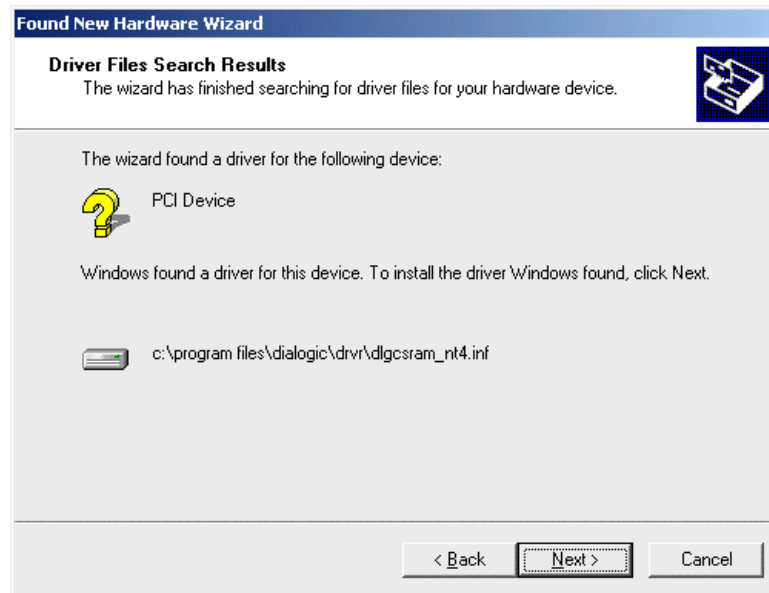 Found New Hardware Wizard
Driver Files Search Results
The wizard has finished searching for driver files for your hardware device.
The wizard found a driver for the following device:
PCI Device
Windows found a driver for this device. To install the driver Windows found, click Next.
c:\program files\dialogic\drvr\dlgcsram_nt4.inf
< Back Next > Cancel